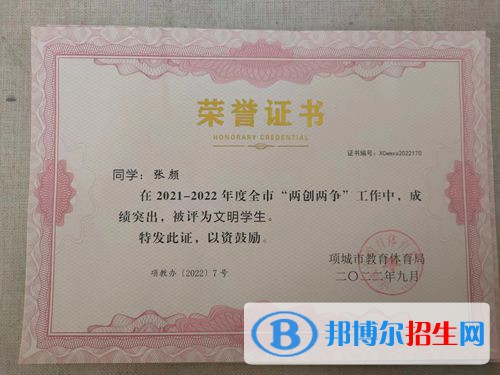 荣誉证书
HONORARY CREDENTIAL
证书编号：XGwmxs2022170
同学：张颜
在2021-2022年度全市“两创两争”工作中，成
绩突出，被评为文明学生。
特发此证，以资鼓励。
项教办〔2022〕7号
项城市教育体育局
二〇二二年九月
邦博尔招生网